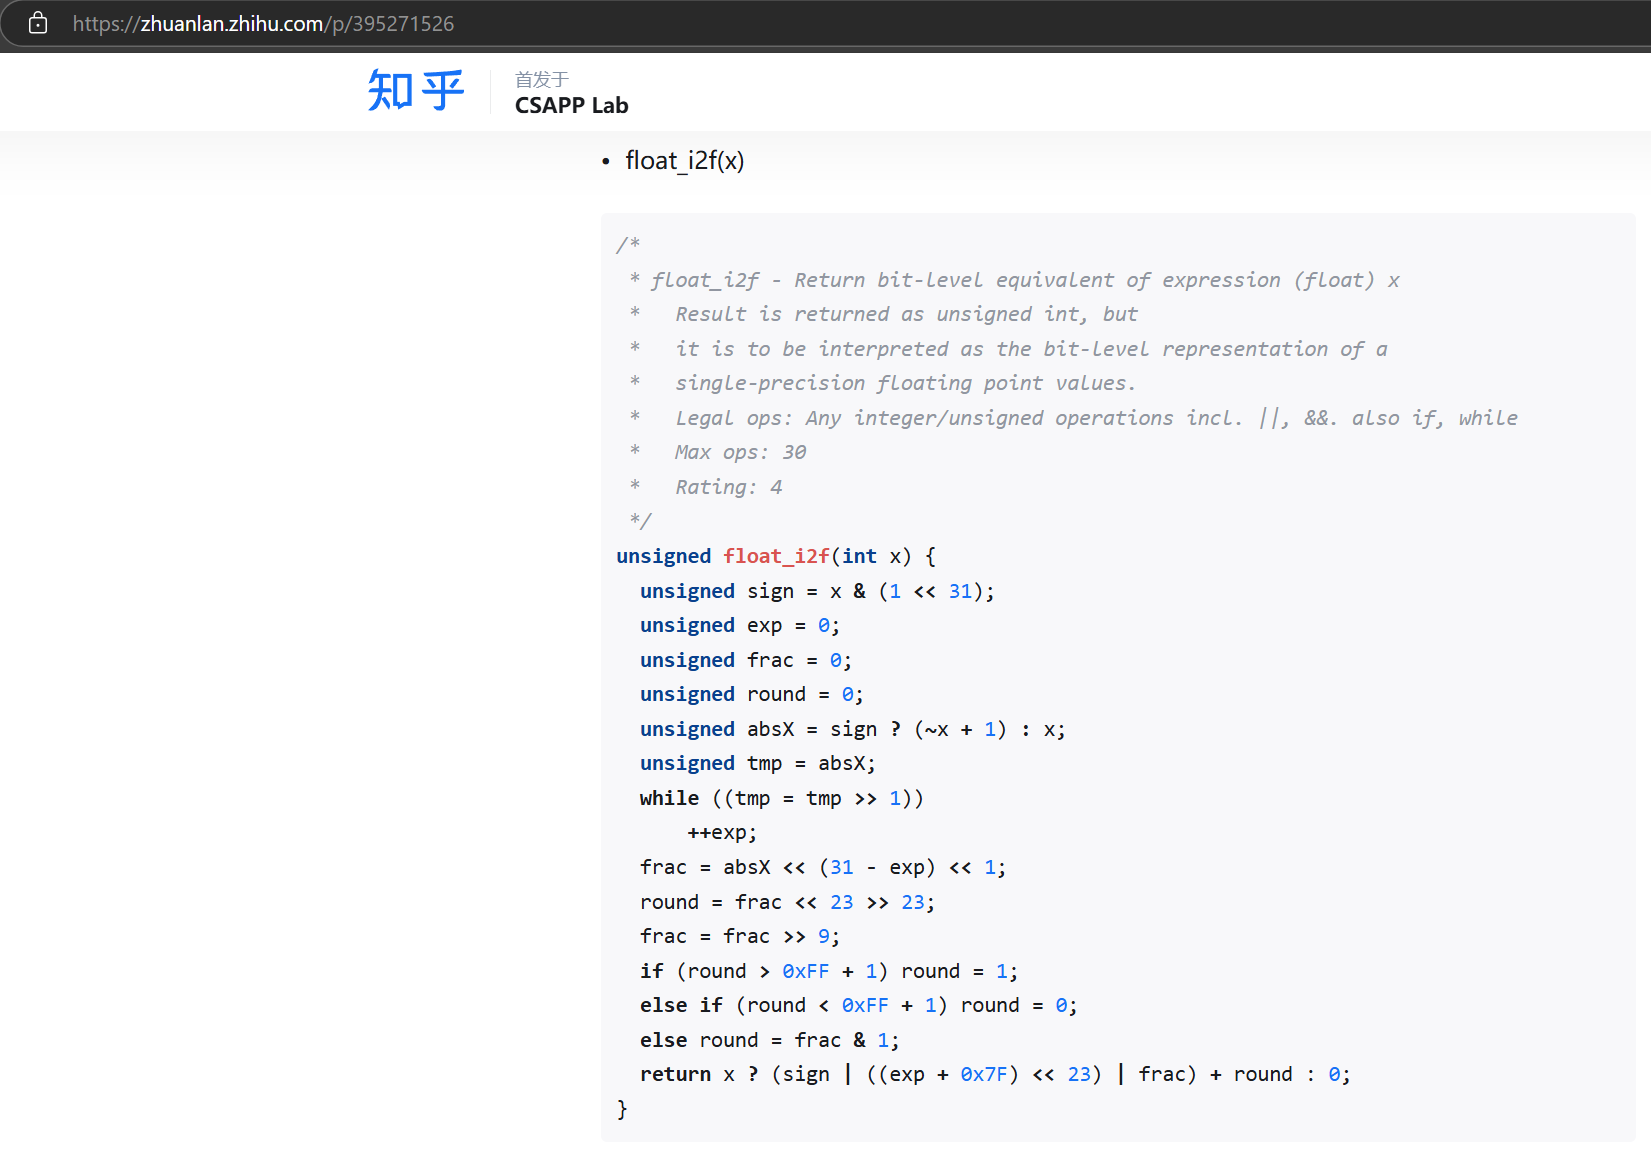 https://zhuanlan.zhihu.com/p/395271526
知乎
首发于
CSAPP Lab
• float_i2f(x)
/*
 * float_i2f - Return bit-level equivalent of expression (float) x
 *   Result is returned as unsigned int, but
 *   it is to be interpreted as the bit-level representation of a
 *   single-precision floating point values.
 *   Legal ops: Any integer/unsigned operations incl. ||, &&. also if, while
 *   Max ops: 30
 *   Rating: 4
 */
unsigned float_i2f(int x) {
  unsigned sign = x & (1 << 31);
  unsigned exp = 0;
  unsigned frac = 0;
  unsigned round = 0;
  unsigned absX = sign ? (~x + 1) : x;
  unsigned tmp = absX;
  while ((tmp = tmp >> 1))
      ++exp;
  frac = absX << (31 - exp) << 1;
  round = frac << 23 >> 23;
  frac = frac >> 9;
  if (round > 0xFF + 1) round = 1;
  else if (round < 0xFF + 1) round = 0;
  else round = frac & 1;
  return x ? (sign | ((exp + 0x7F) << 23) | frac) + round : 0;
}